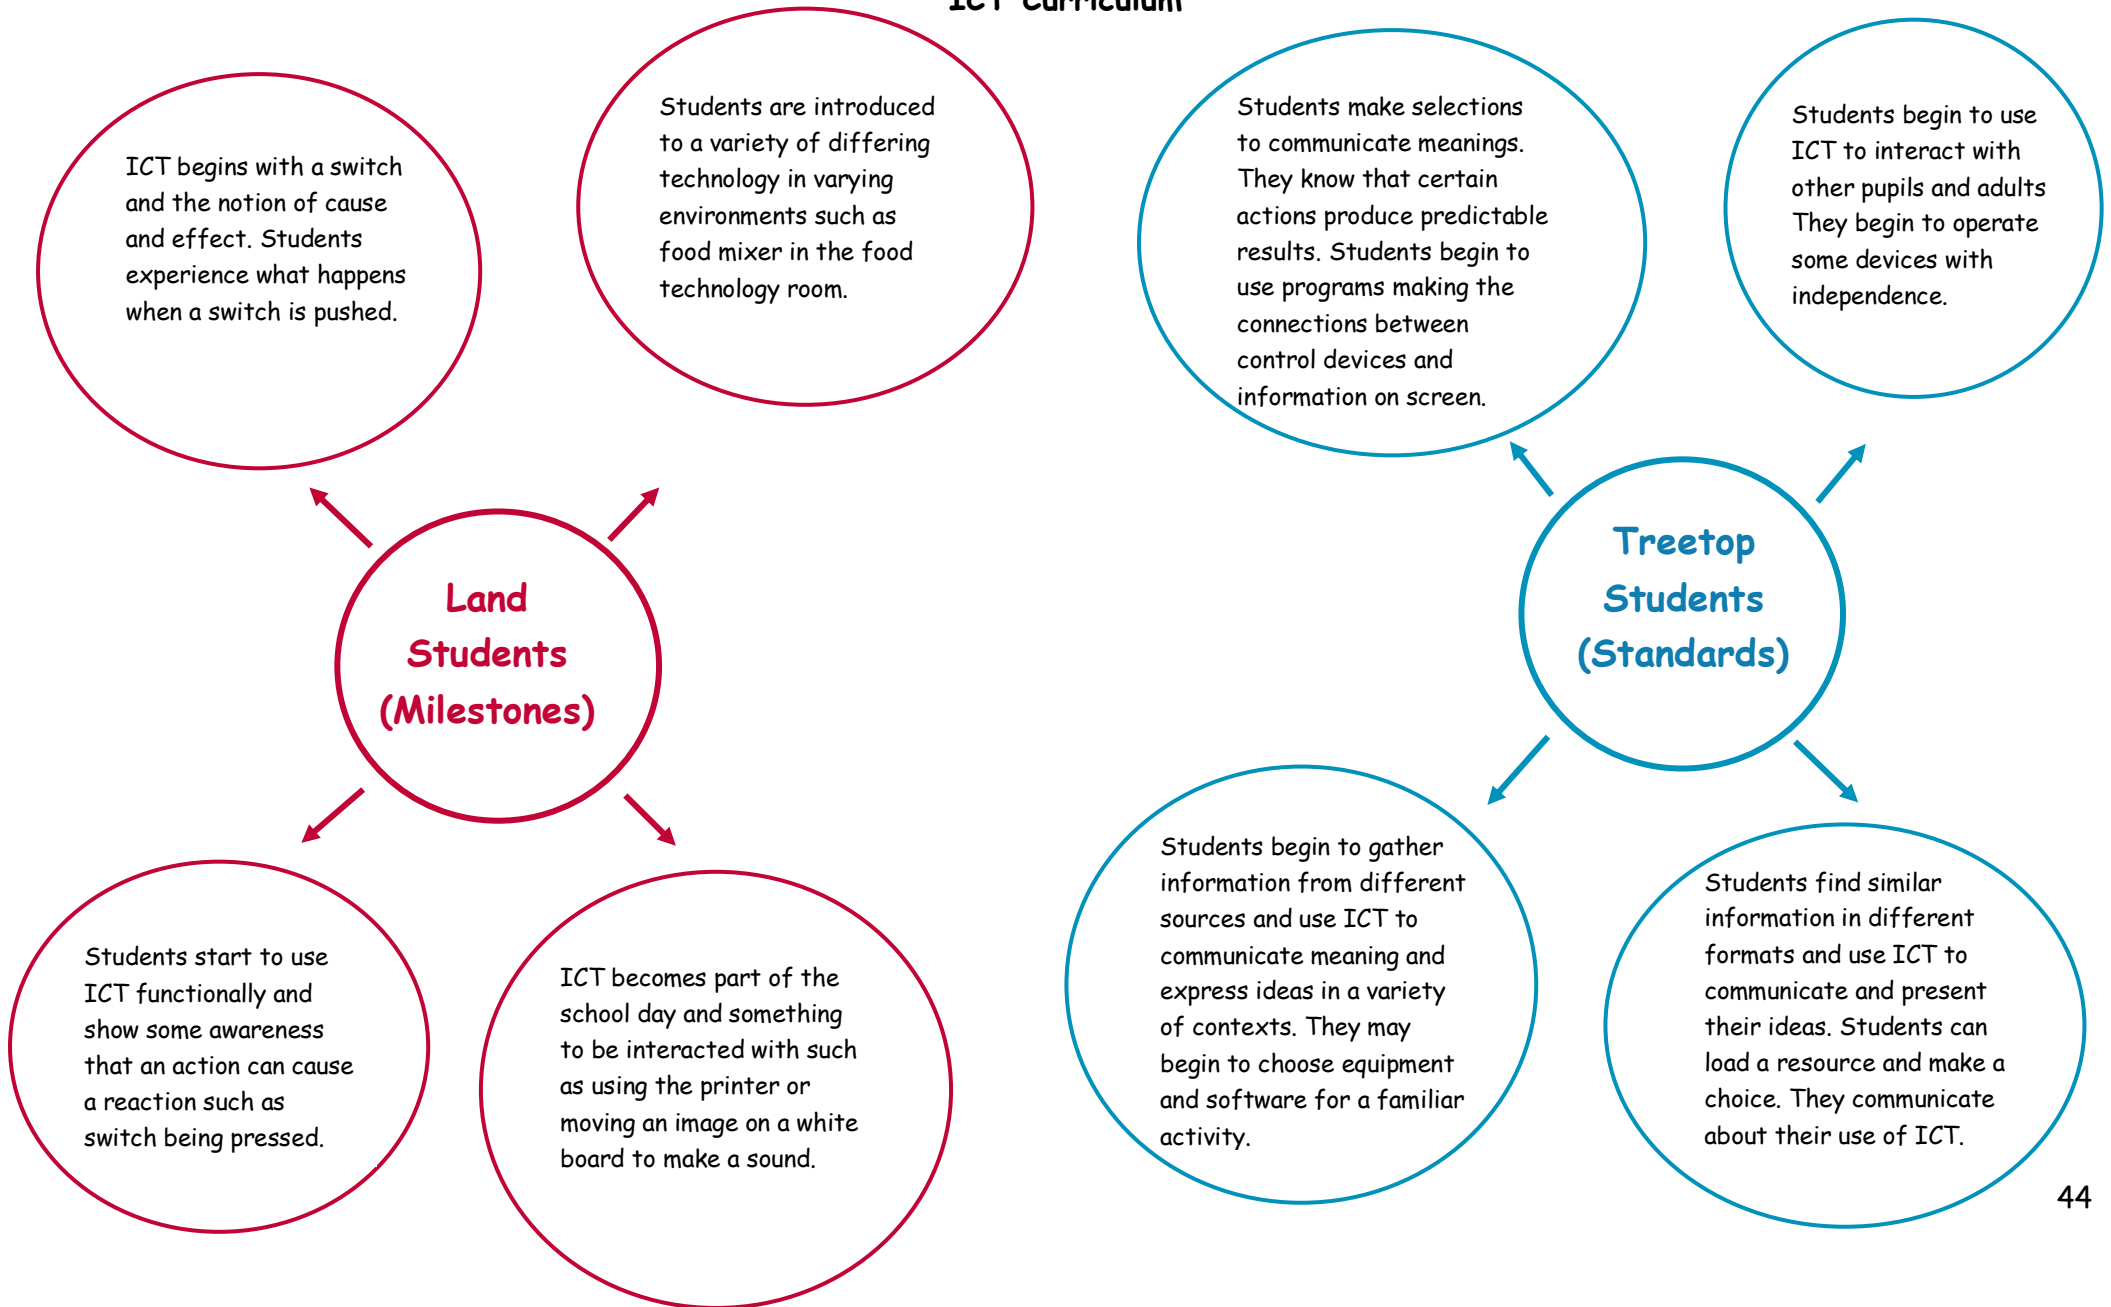 ICT Curriculum
ICT begins with a switch
and the notion of cause
and effect. Students
experience what happens
when a switch is pushed.
Students are introduced
to a variety of differing
technology in varying
environments such as
food mixer in the food
technology room.
Land
Students
(Milestones)
Students start to use
ICT functionally and
show some awareness
that an action can cause
a reaction such as
switch being pressed.
ICT becomes part of the
school day and something
to be interacted with such
as using the printer or
moving an image on a white
board to make a sound.
Students make selections
to communicate meanings.
They know that certain
actions produce predictable
results. Students begin to
use programs making the
connections between
control devices and
information on screen.
Students begin to use
ICT to interact with
other pupils and adults
They begin to operate
some devices with
independence.
Treetop
Students
(Standards)
Students begin to gather
information from different
sources and use ICT to
communicate meaning and
express ideas in a variety
of contexts. They may
begin to choose equipment
and software for a familiar
activity.
Students find similar
information in different
formats and use ICT to
communicate and present
their ideas. Students can
load a resource and make a
choice. They communicate
about their use of ICT.
44